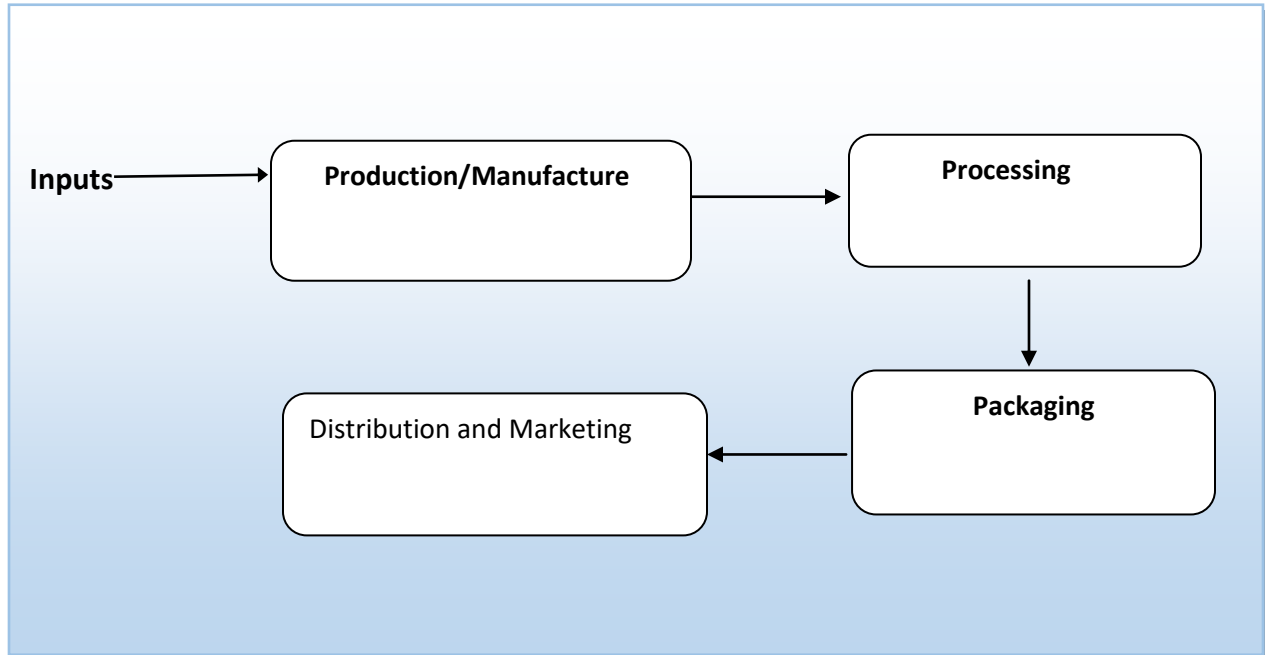 Inputs
Production/Manufacture
Processing
Packaging
Distribution and Marketing